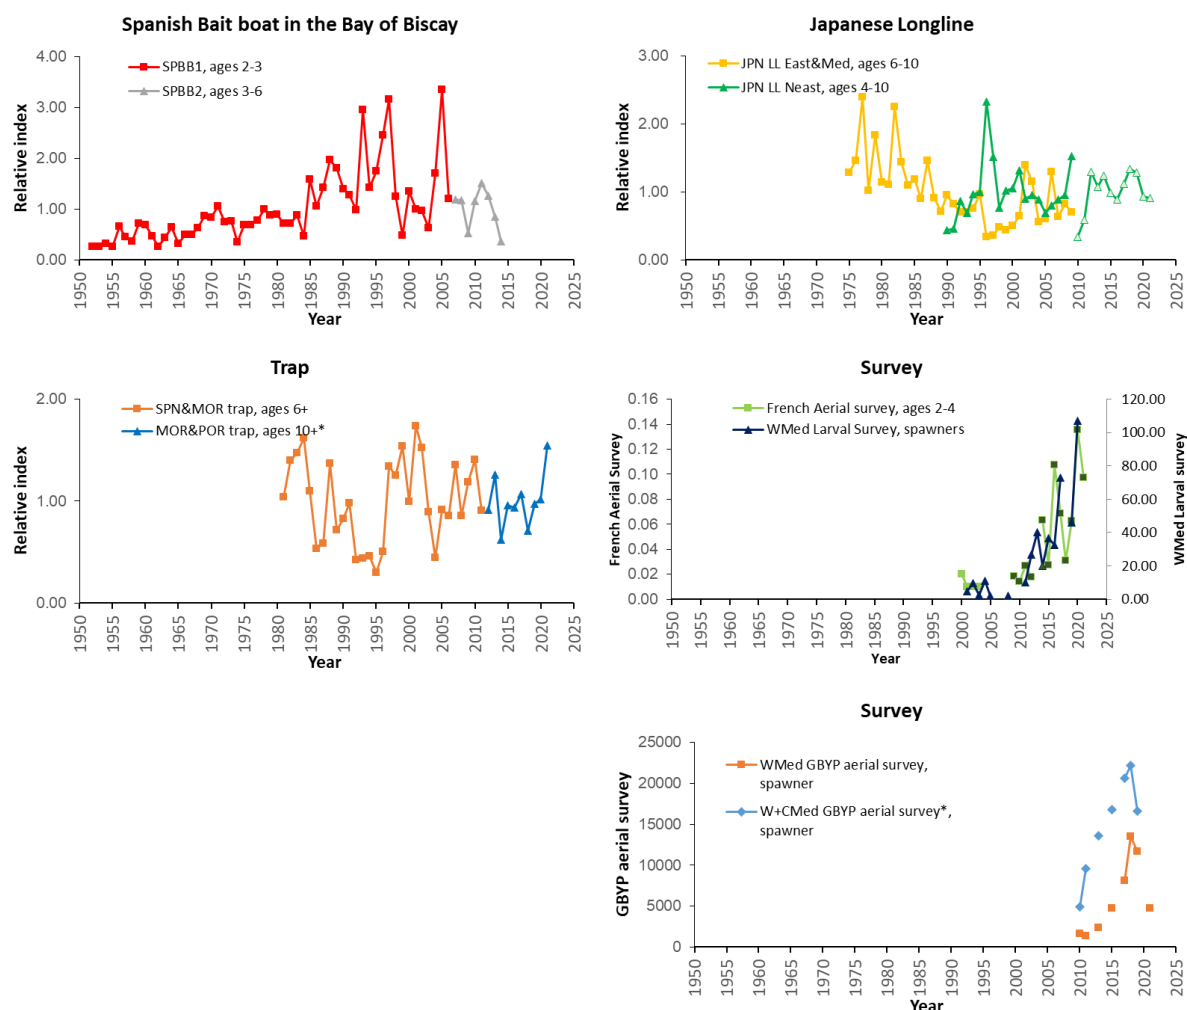 Spanish Bait boat in the Bay of Biscay
4.00
3.00
2.00
1.00
0.00
Relative index
SPBB1, ages 2-3
SPBB2, ages 3-6
1950 1955 1960 1965 1970 1975 1980 1985 1990 1995 2000 2005 2010 2015 2020 2025
Year
Japanese Longline
3.00
2.00
1.00
0.00
Relative index
JPN LL East&Med, ages 6-10
JPN LL Neast, ages 4-10
1950 1955 1960 1965 1970 1975 1980 1985 1990 1995 2000 2005 2010 2015 2020 2025
Year
Trap
2.00
1.00
0.00
Relative index
SPN&MOR trap, ages 6+
MOR&POR trap, ages 10+*
1950 1955 1960 1965 1970 1975 1980 1985 1990 1995 2000 2005 2010 2015 2020 2025
Year
Survey
0.16
0.14
0.12
0.10
0.08
0.06
0.04
0.02
0.00
French Aerial Survey
French Aerial survey, ages 2-4
WMed Larval Survey, spawners
120.00
100.00
80.00
60.00
40.00
20.00
0.00
WMed Larval survey
1950 1955 1960 1965 1970 1975 1980 1985 1990 1995 2000 2005 2010 2015 2020 2025
Year
Survey
25000
20000
15000
10000
5000
0
GBYP aerial survey
WMed GBYP aerial survey,
spawner
W+CMed GBYP aerial survey*,
spawner
1950 1955 1960 1965 1970 1975 1980 1985 1990 1995 2000 2005 2010 2015 2020 2025
Year